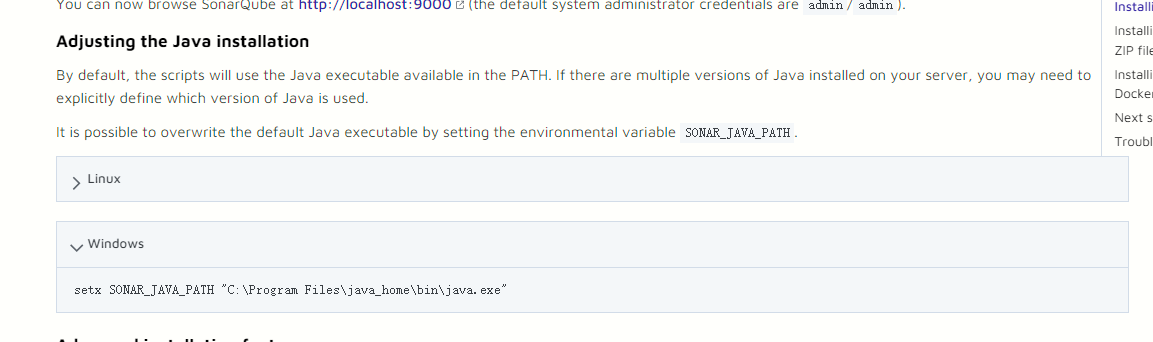 You can now browse SonarQube at http://localhost:9000 (the default system administrator credentials are admin / admin ).
Adjusting the Java installation
By default, the scripts will use the Java executable available in the PATH. If there are multiple versions of Java installed on your server, you may need to
explicitly define which version of Java is used.
It is possible to overwrite the default Java executable by setting the environmental variable SONAR_JAVA_PATH .
Linux
Windows
setx SONAR_JAVA_PATH "C:\Program Files\java_home\bin\java.exe"
Installi
Installi
ZIP file
Installi
Docker
Next s
Troubl